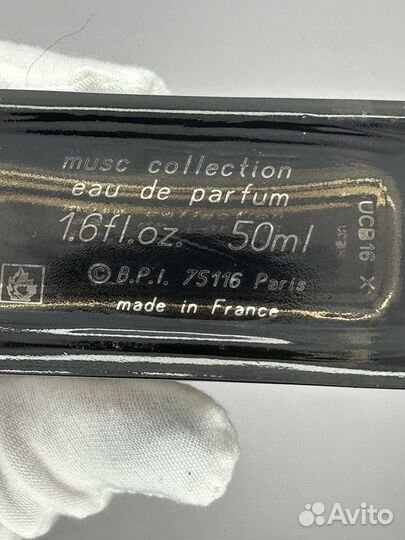 musc collection
eau de parfum
1.6fl.oz. 50ml
©B.P.I. 75116 Paris
made in France
UCB16 X
Avito